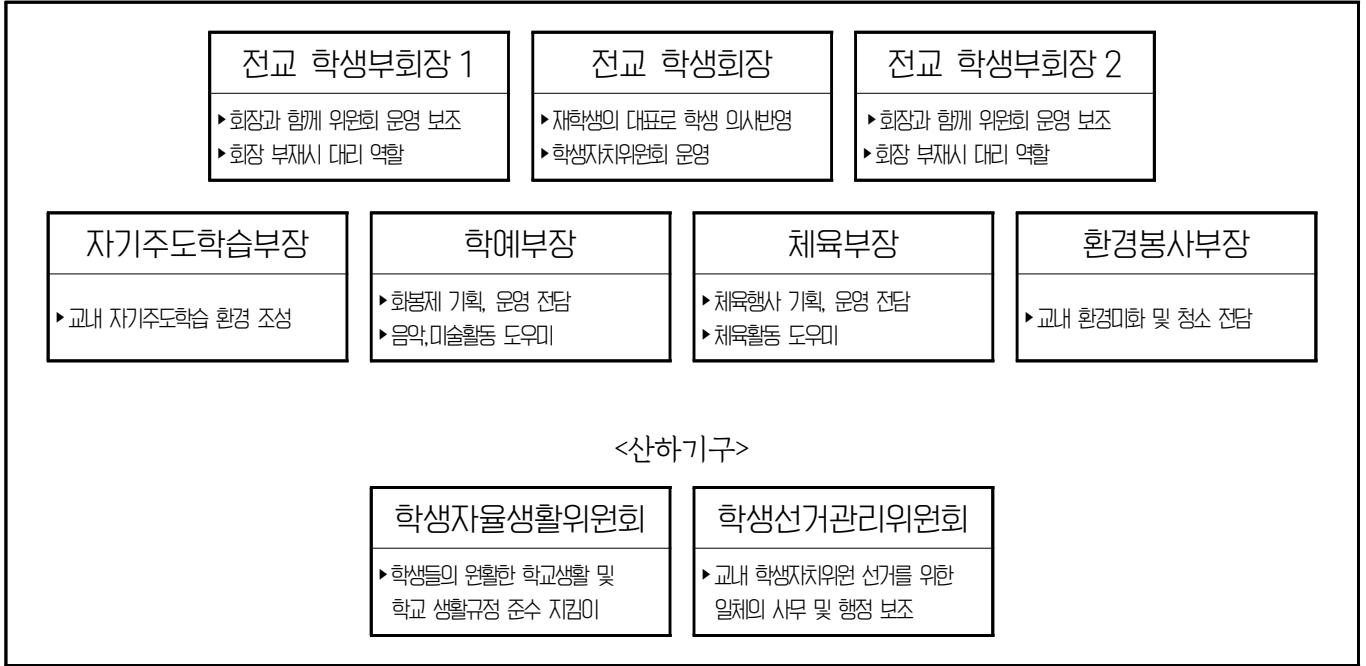 전교 학생부회장 1
▸회장과 함께 위원회 운영 보조
▸회장 부재시 대리 역할
전교 학생회장
▸재학생의 대표로 학생 의사반영
▸학생자치위원회 운영
전교 학생부회장 2
▸회장과 함께 위원회 운영 보조
▸회장 부재시 대리 역할
자기주도학습부장
▸교내 자기주도학습 환경 조성
학예부장
▸화봉제 기획, 운영 전담
▸음악,미술활동 도우미
체육부장
▸체육행사 기획, 운영 전담
▸체육활동 도우미
환경봉사부장
▸교내 환경미화 및 청소 전담
<산하기구>
학생자율생활위원회
▸학생들의 원활한 학교생활 및
학교 생활규정 준수 지킴이
학생선거관리위원회
▸교내 학생자치위원 선거를 위한
일체의 사무 및 행정 보조